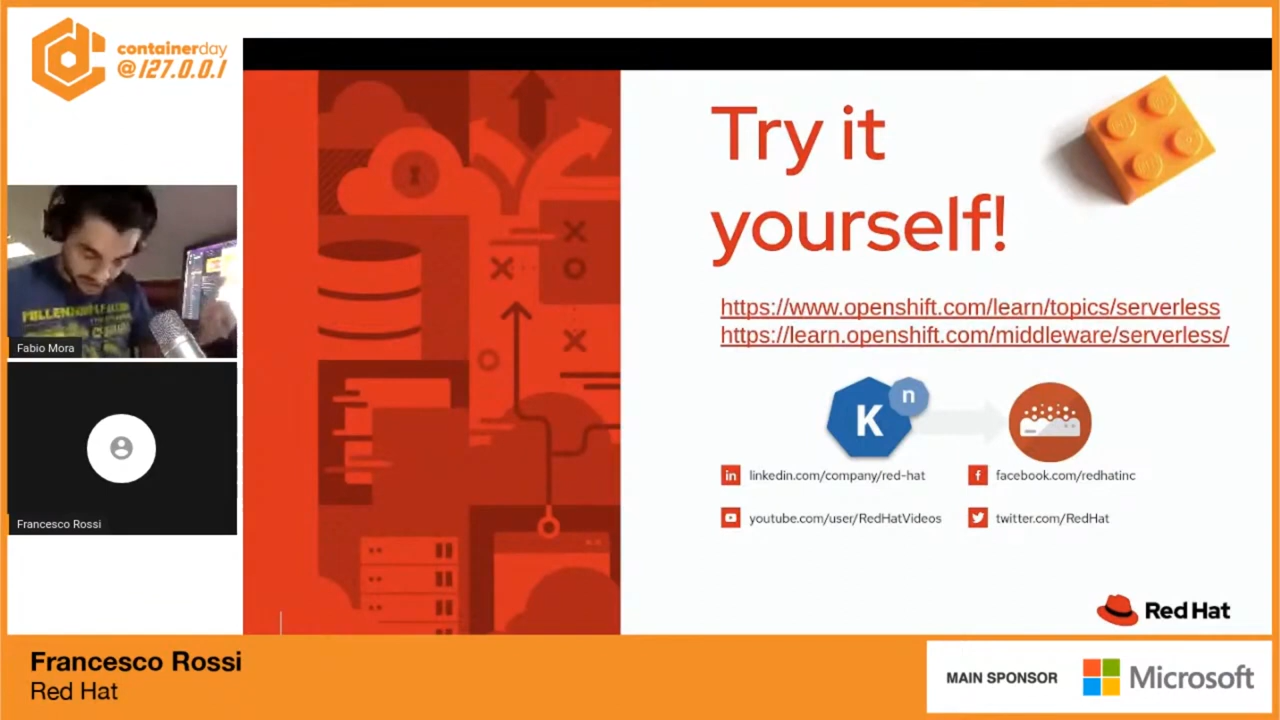 containerday
@127.0.0.1
Try it
yourself!
https://www.openshift.com/learn/topics/serverless
https://learn.openshift.com/middleware/serverless/
K
n
in
linkedin.com/company/red-hat
f
facebook.com/redhatinc
youtube.com/user/RedHatVideos
twitter.com/RedHat
Red Hat
Fabio Mora
Francesco Rossi
Francesco Rossi
Red Hat
MAIN SPONSOR
Microsoft